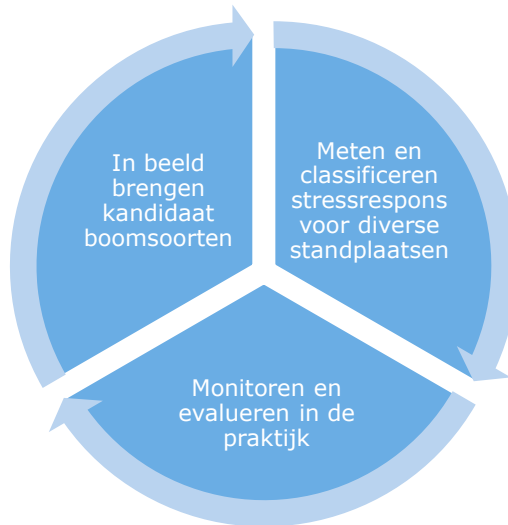 In beeld
brengen
kandidaat
boomsoorten
Meten en
classificeren
stressrespons
voor diverse
standplaatsen
Monitoren en
evalueren in de
praktijk